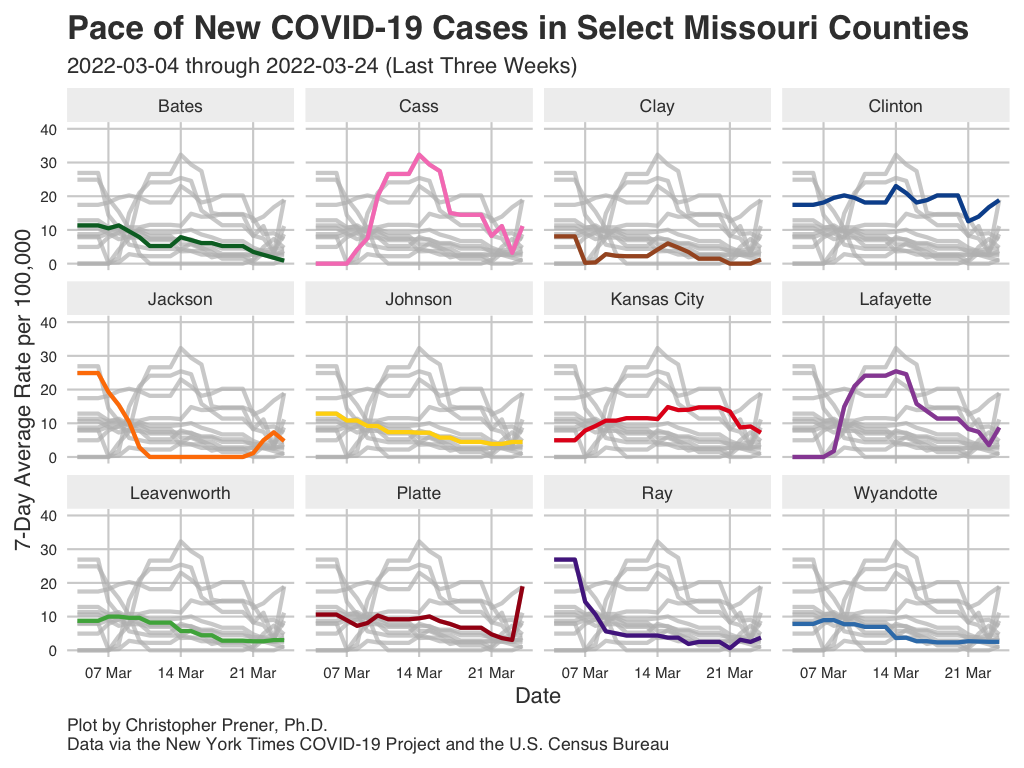 Pace of New COVID-19 Cases in Select Missouri Counties
2022-03-04 through 2022-03-24 (Last Three Weeks)
Bates Cass Clay Clinton
40
30
20
10
0
Jackson Johnson Kansas City Lafayette
40
30
20
10
0
Leavenworth Platte Ray Wyandotte
40
30
20
10
0
7-Day Average Rate per 100,000
07 Mar 14 Mar 21 Mar 07 Mar 14 Mar 21 Mar 07 Mar 14 Mar 21 Mar 07 Mar 14 Mar 21 Mar
Date
Plot by Christopher Prener, Ph.D.
Data via the New York Times COVID-19 Project and the U.S. Census Bureau